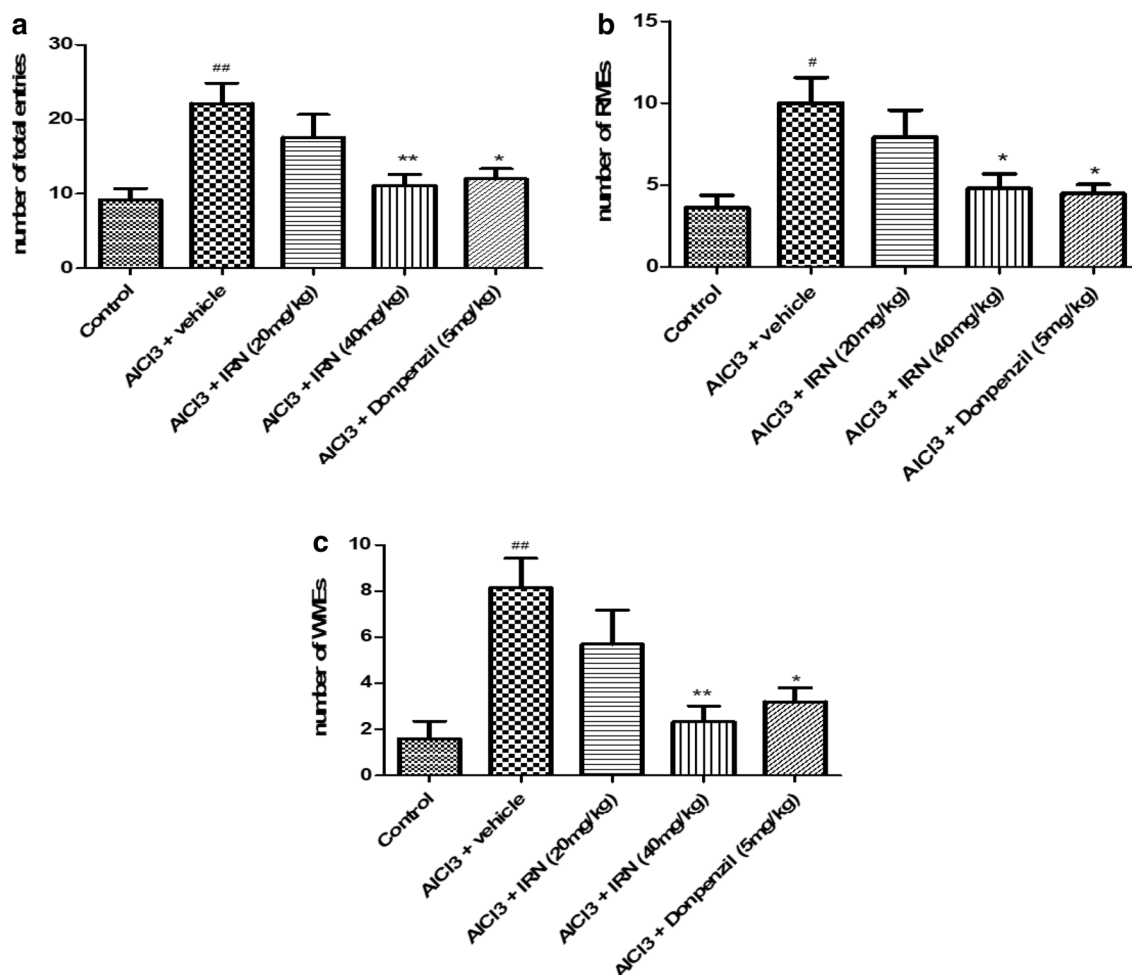 a
number of total entries
30
20
10
0
##
**
*
Control
AlCl3 + vehicle
AlCl3 + IRN (20mg/kg)
AlCl3 + IRN (40mg/kg)
AlCl3 + Donpenzil (5mg/kg)
b
number of RMEs
15
10
5
0
#
*
*
Control
AlCl3 + vehicle
AlCl3 + IRN (20mg/kg)
AlCl3 + IRN (40mg/kg)
AlCl3 + Donpenzil (5mg/kg)
c
number of WMEs
10
8
6
4
2
0
##
**
*
Control
AlCl3 + vehicle
AlCl3 + IRN (20mg/kg)
AlCl3 + IRN (40mg/kg)
AlCl3 + Donpenzil (5mg/kg)